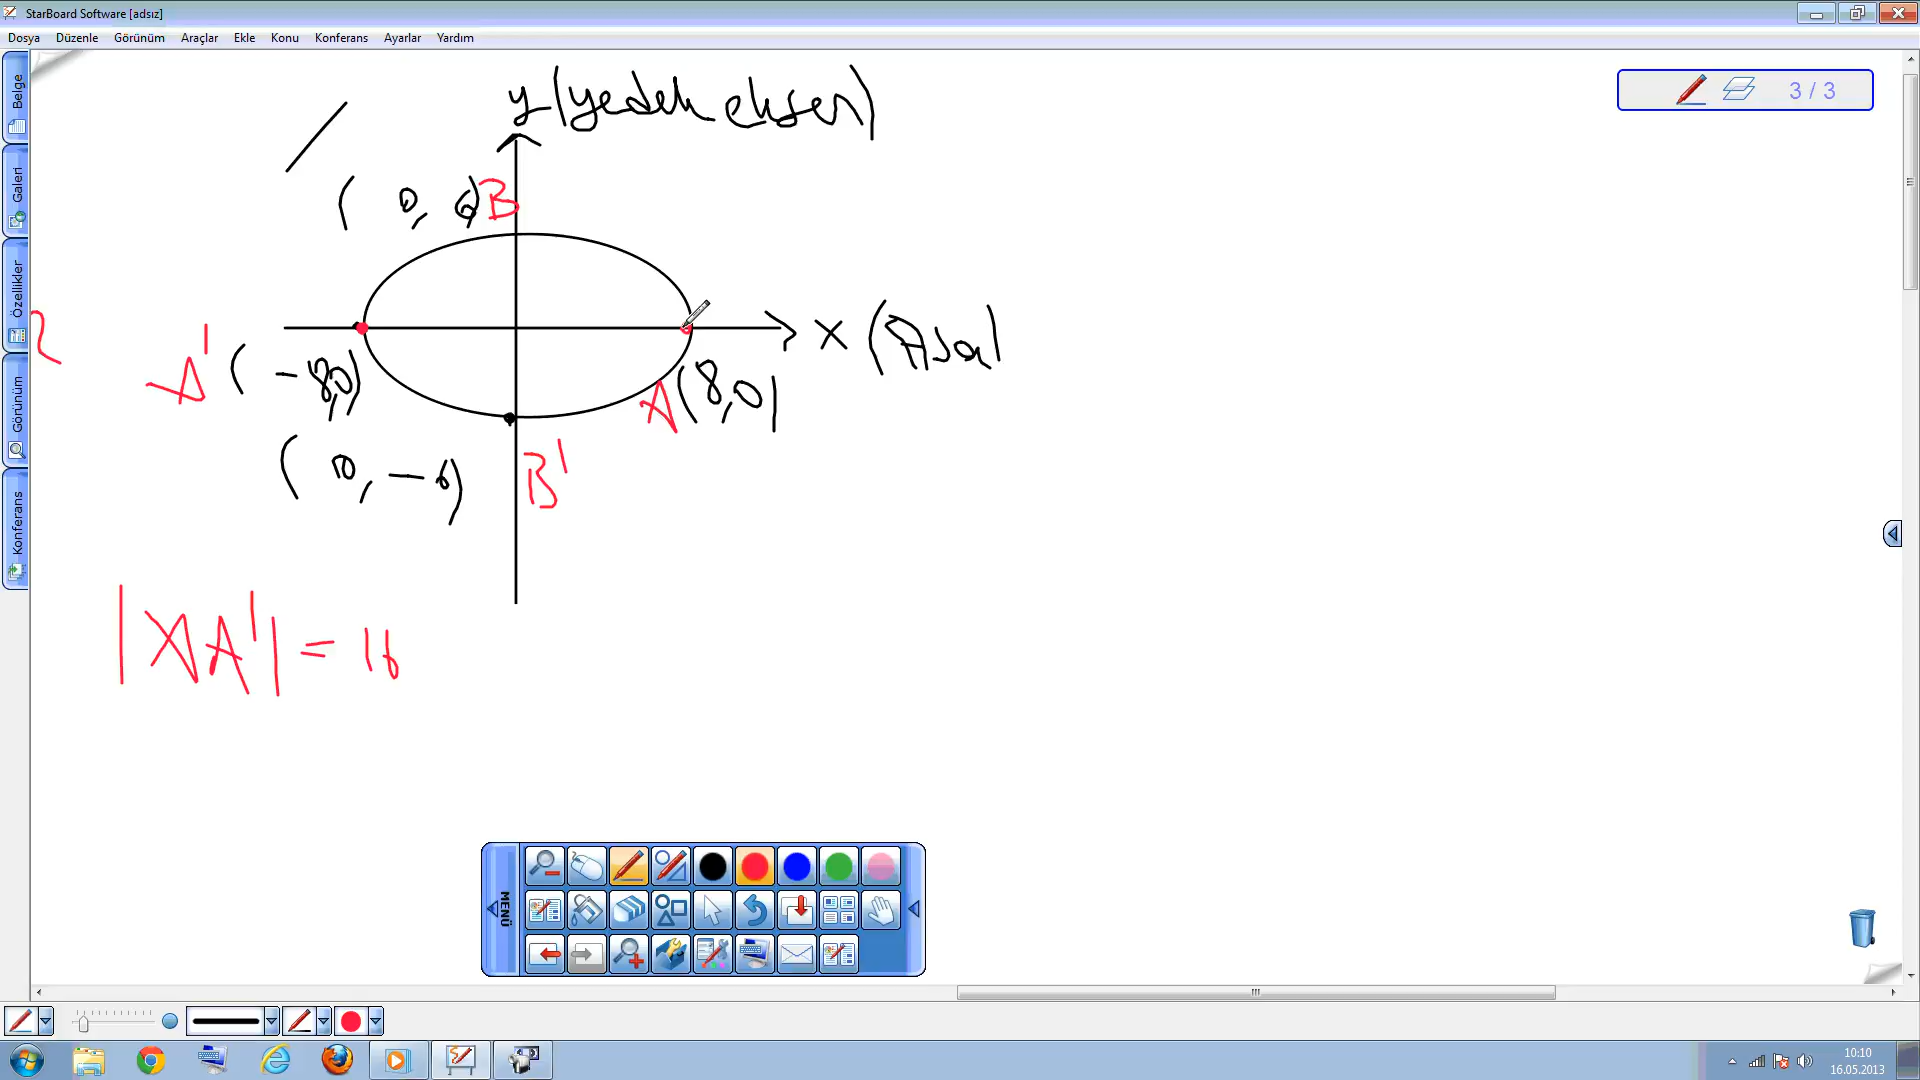 StarBoard Software [adsız]
Dosya Düzenle Görünüm Araçlar Ekle Konu Konferans Ayarlar Yardım
Belge
Galeri
Özellikler
Görünüm
Konferans
3 / 3
y (yedek eksen)
( 0, 6) B
x (Asal
A' ( -8,0)
A (8,0)
( 0, -6)
B'
|AA'| = 16
MENÜ
10:10
16.05.2013